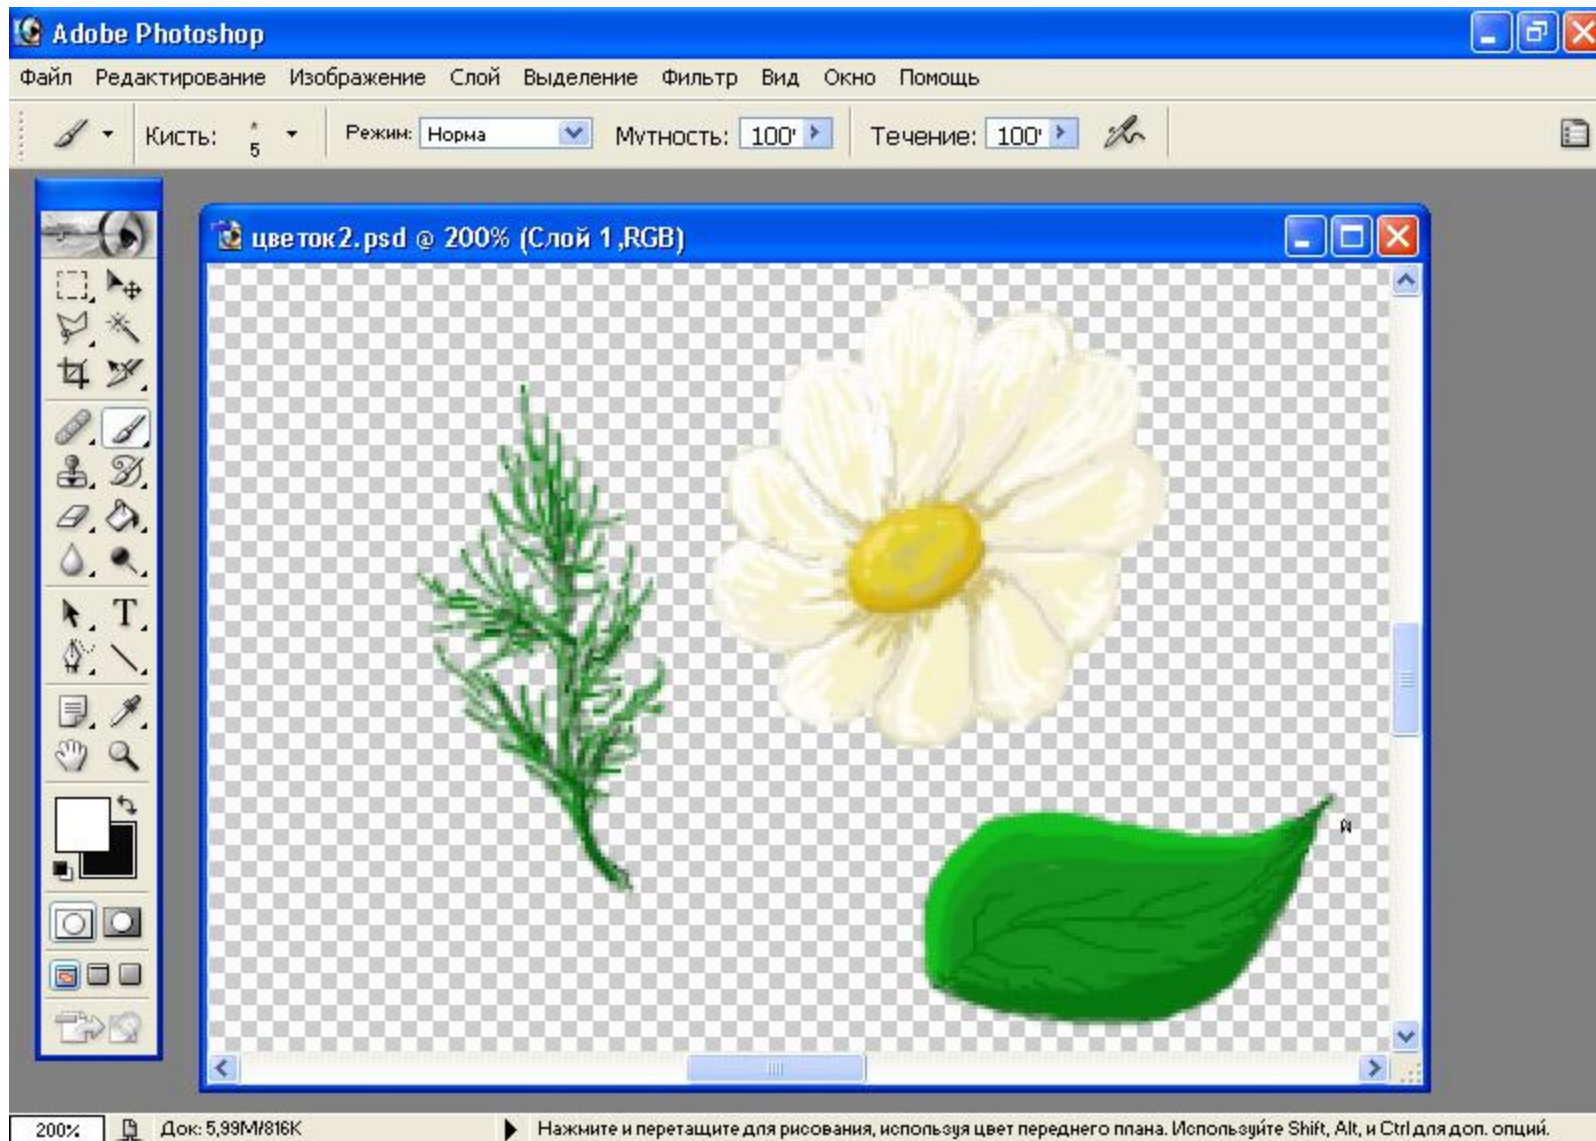 Adobe Photoshop
Файл Редактирование Изображение Слой Выделение Фильтр Вид Окно Помощь
Кисть: 5 Режим: Норма Мутность: 100' Течение: 100'
цветок2.psd @ 200% (Слой 1 ,RGB)
T
200% Док: 5,99M/816K Нажмите и перетащите для рисования, используя цвет переднего плана. Используйте Shift, Alt, и Ctrl для доп. опций.